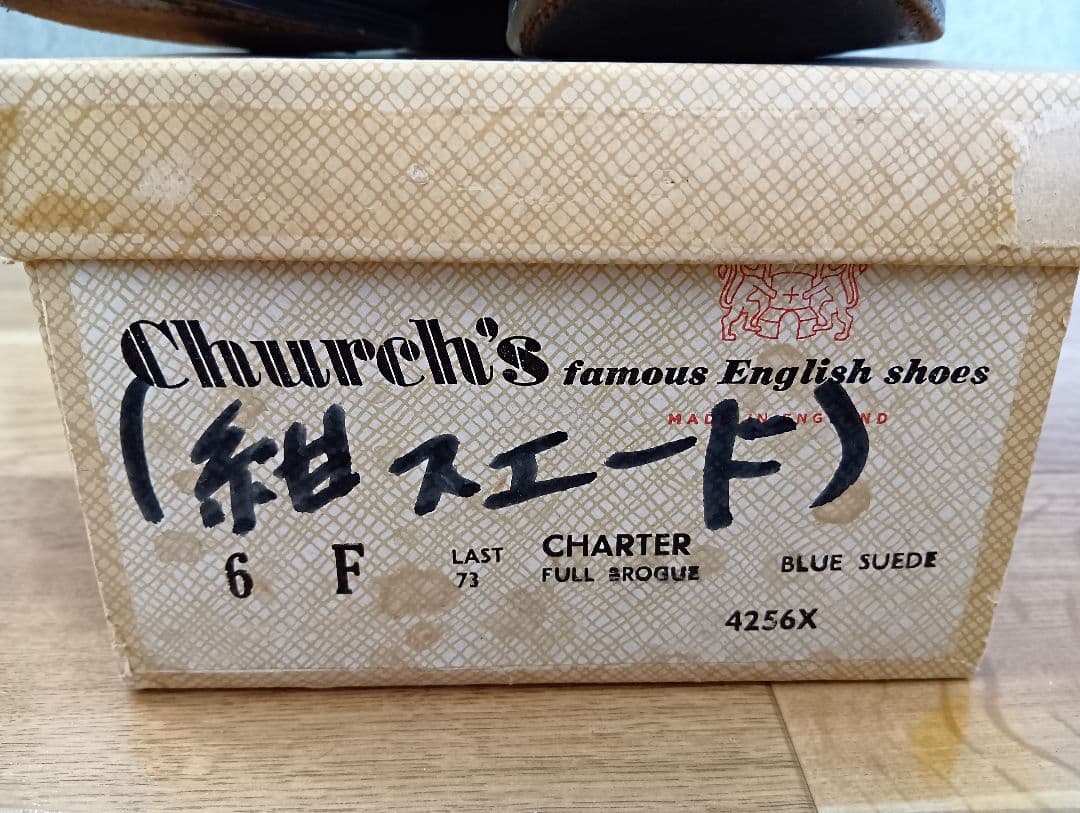 Church's famous English shoes
MADE IN ENGLAND
(紺スエード)
6 F LAST 73 CHARTER FULL BROGUE BLUE SUEDE
4256X